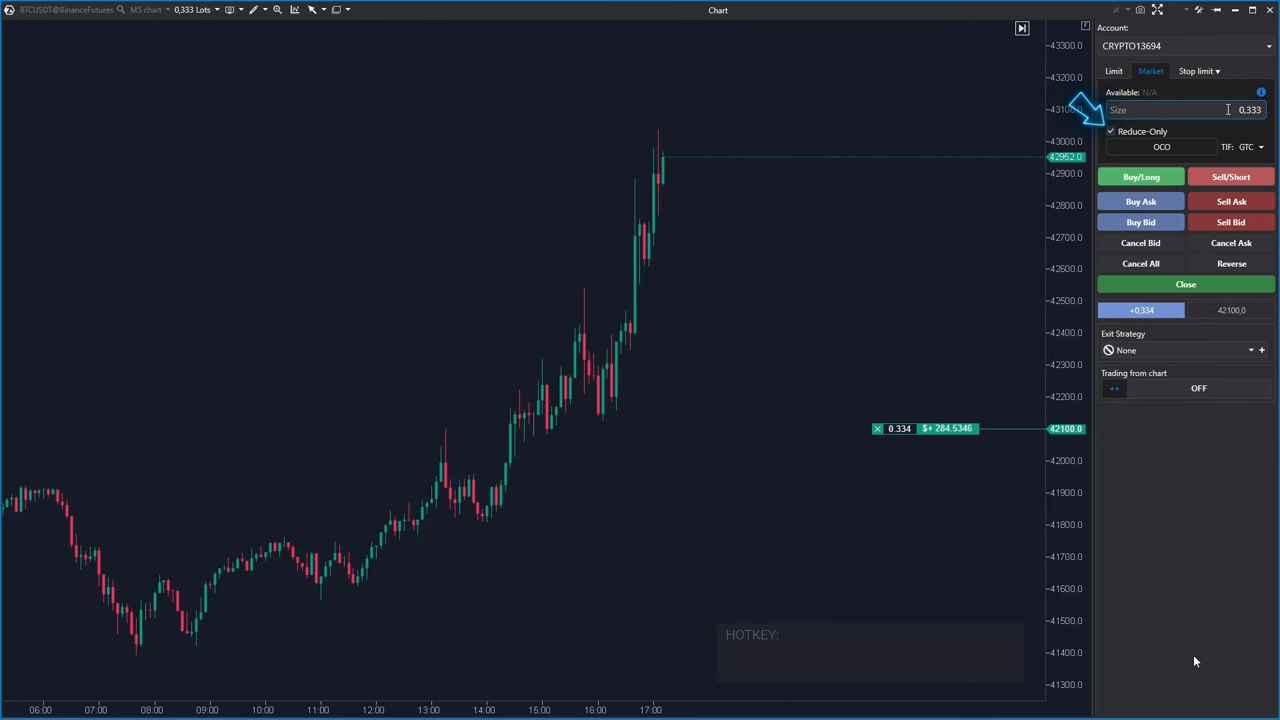 BTCUSDT@BinanceFutures M5 chart 0,333 Lots
Chart
Account:
CRYPTO13694
Limit Market Stop limit
Available: N/A
Size 0,333
Reduce-Only
OCO TIF: GTC
Buy/Long Sell/Short
Buy Ask Sell Ask
Buy Bid Sell Bid
Cancel Bid Cancel Ask
Cancel All Reverse
Close
+0,334 42100,0
Exit Strategy
None
Trading from chart
OFF
43300.0
43200.0
43100.0
43000.0
42952.0
42900.0
42800.0
42700.0
42600.0
42500.0
42400.0
42300.0
42200.0
0.334 $+ 284.5346 42100.0
42000.0
41900.0
41800.0
41700.0
41600.0
41500.0
41400.0
41300.0
HOTKEY:
06:00 07:00 08:00 09:00 10:00 11:00 12:00 13:00 14:00 15:00 16:00 17:00